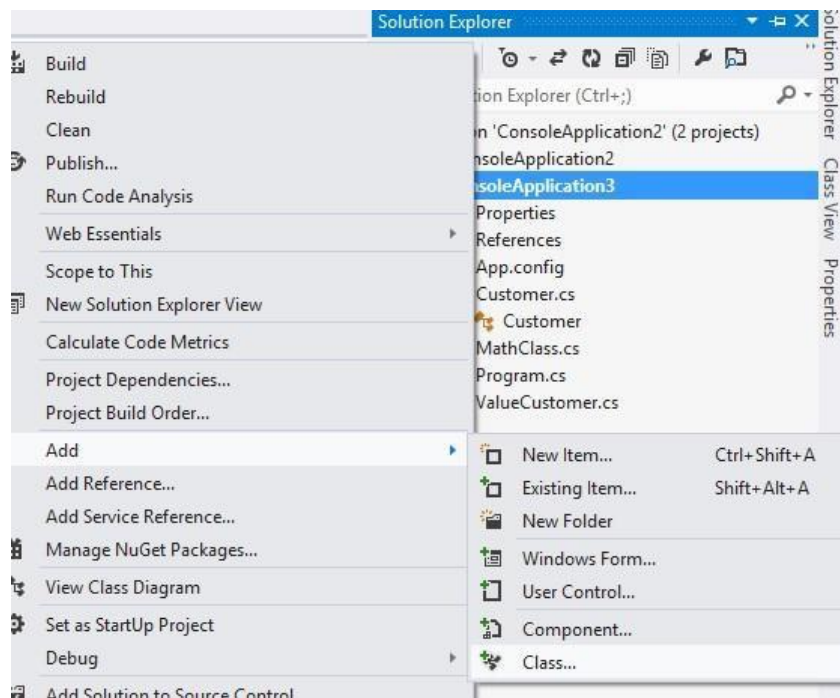 Solution Explorer
Build
Rebuild
Clean
Publish...
Run Code Analysis
Web Essentials
Scope to This
New Solution Explorer View
Calculate Code Metrics
Project Dependencies...
Project Build Order...
Add
Add Reference...
Add Service Reference...
Manage NuGet Packages...
View Class Diagram
Set as StartUp Project
Debug
Add Solution to Source Control
tion Explorer (Ctrl+;)
n 'ConsoleApplication2' (2 projects)
nsoleApplication2
nsoleApplication3
Properties
References
App.config
Customer.cs
Customer
MathClass.cs
Program.cs
ValueCustomer.cs
New Item... Ctrl+Shift+A
Existing Item... Shift+Alt+A
New Folder
Windows Form...
User Control...
Component...
Class...
Solution Explorer
Class View
Properties